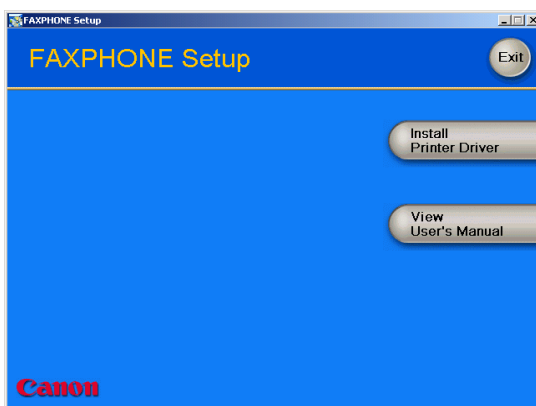 FAXPHONE Setup
FAXPHONE Setup
Exit
Install
Printer Driver
View
User's Manual
Canon